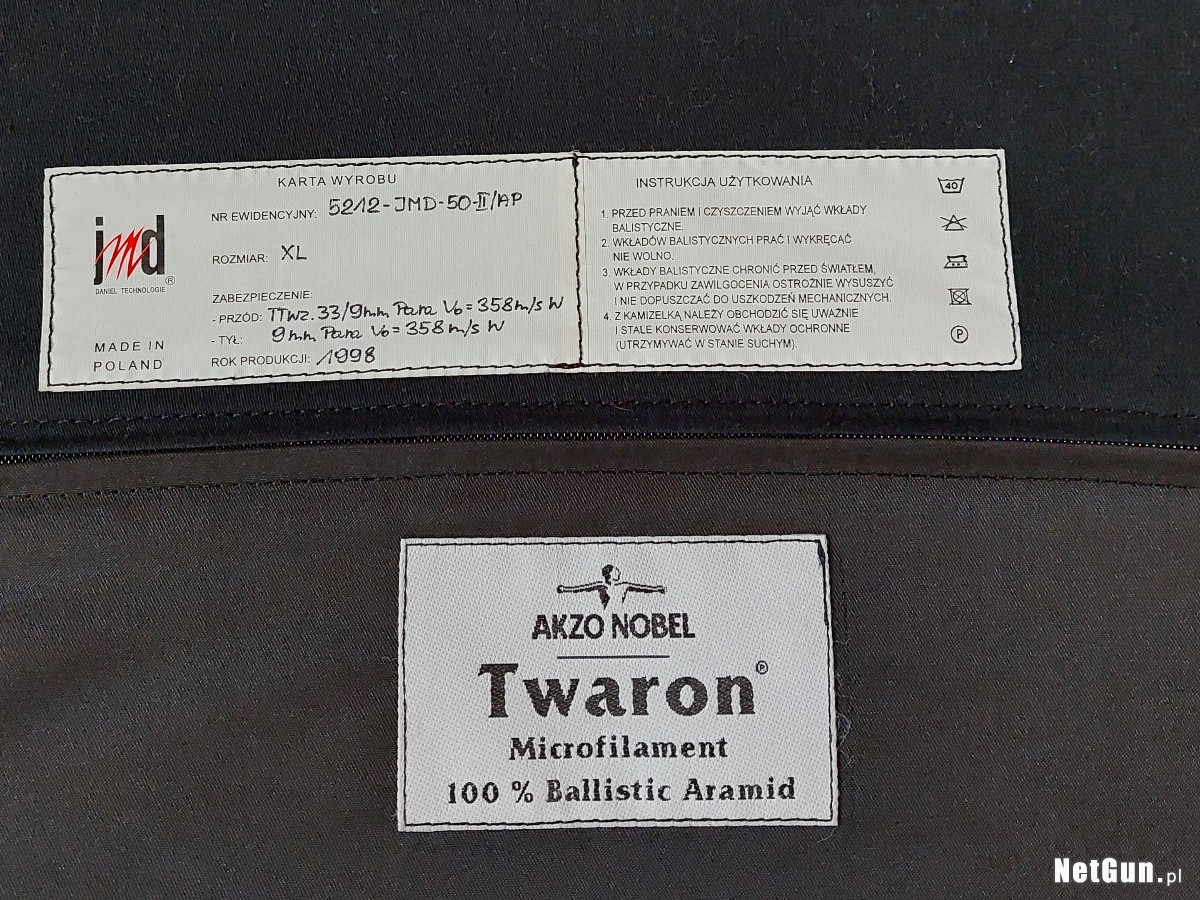 KARTA WYROBU
NR EWIDENCYJNY: 5212-JMD-50-II/AP
jmd®
DANIEL TECHNOLOGIE
ROZMIAR: XL
ZABEZPIECZENIE:
- PRZÓD: TTWz.33/9mm Para Vo=358m/s W
- TYŁ: 9mm Para Vo=358m/s W
ROK PRODUKCJI: 1998
MADE IN
POLAND
INSTRUKCJA UŻYTKOWANIA
1. PRZED PRANIEM I CZYSZCZENIEM WYJĄĆ WKŁADY
BALISTYCZNE.
2. WKŁADÓW BALISTYCZNYCH PRAĆ I WYKRĘCAĆ
NIE WOLNO.
3. WKŁADY BALISTYCZNE CHRONIĆ PRZED ŚWIATŁEM,
W PRZYPADKU ZAWILGOCENIA OSTROŻNIE WYSUSZYĆ
I NIE DOPUSZCZAĆ DO USZKODZEŃ MECHANICZNYCH.
4. Z KAMIZELKĄ NALEŻY OBCHODZIĆ SIĘ UWAŻNIE
I STALE KONSERWOWAĆ WKŁADY OCHRONNE
(UTRZYMYWAĆ W STANIE SUCHYM).
40
P
AKZO NOBEL
Twaron®
Microfilament
100 % Ballistic Aramid
NetGun.pl